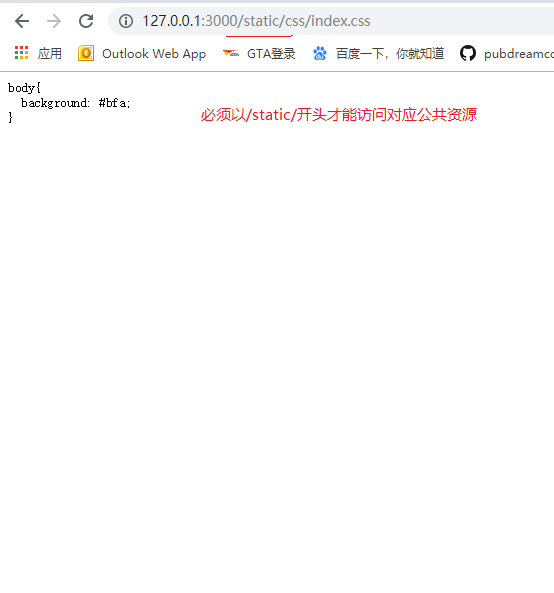 127.0.0.1:3000/static/css/index.css
应用 Outlook Web App GTA登录 百度一下，你就知道 pubdreamcc
body{
background: #bfa;
}
必须以/static/开头才能访问对应公共资源